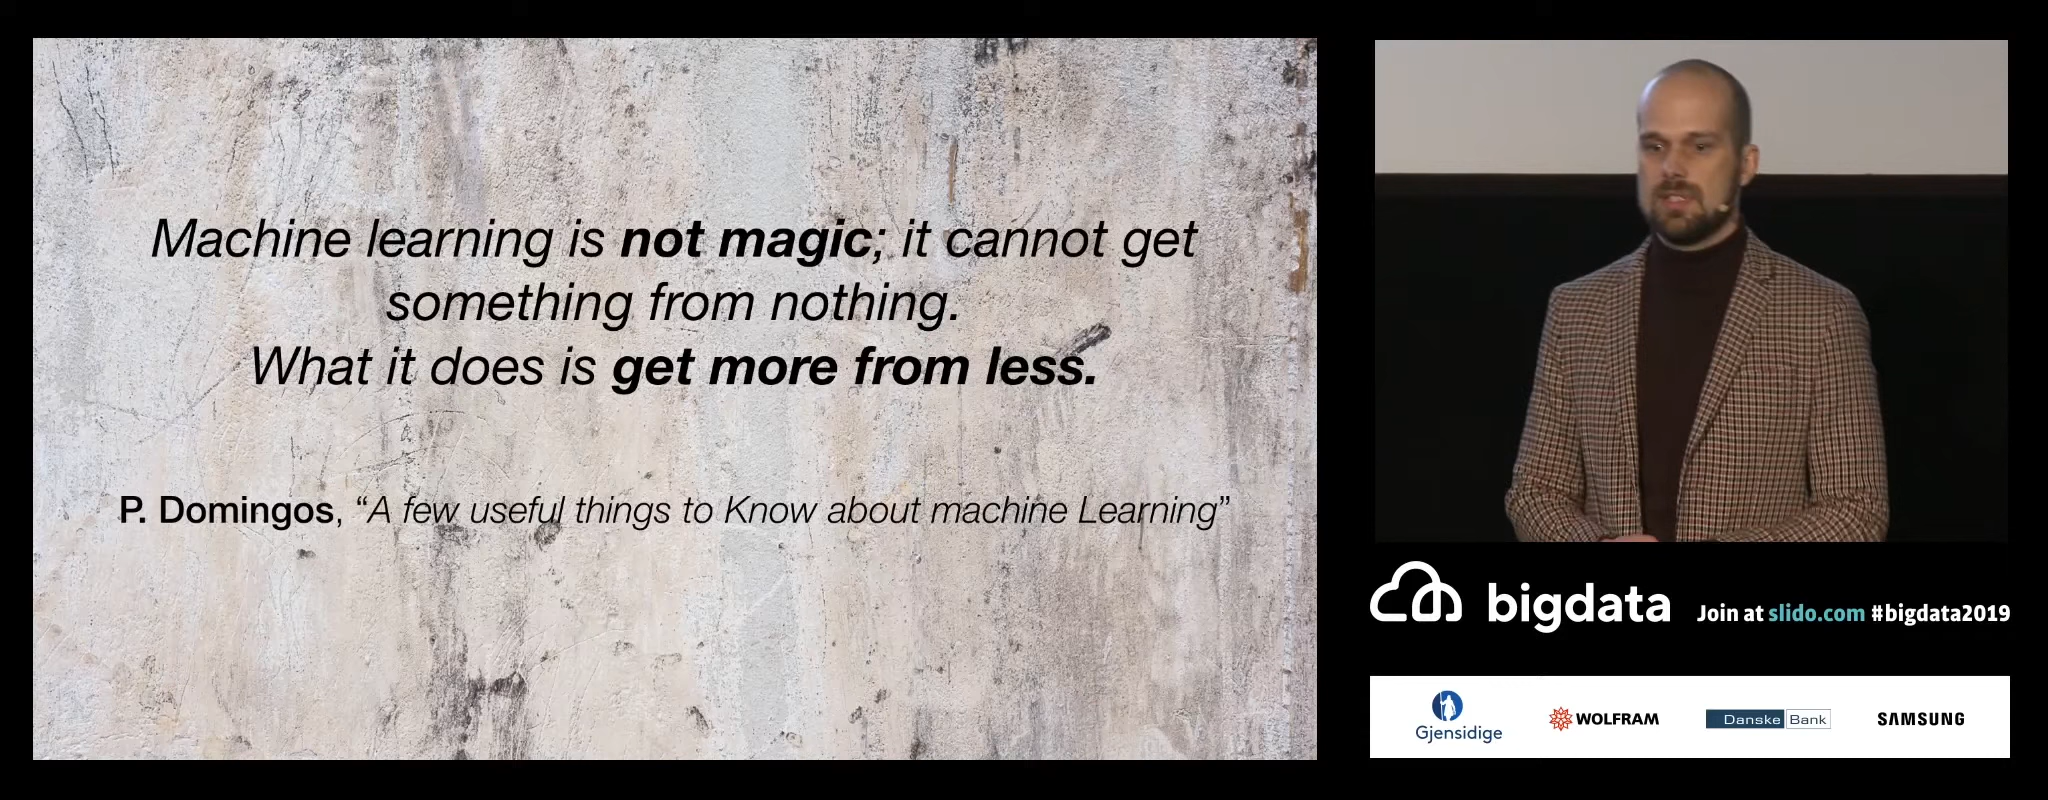 Machine learning is not magic; it cannot get
something from nothing.
What it does is get more from less.
P. Domingos, “A few useful things to Know about machine Learning”
bigdata
Join at slido.com #bigdata2019
Gjensidige
WOLFRAM
Danske Bank
SAMSUNG